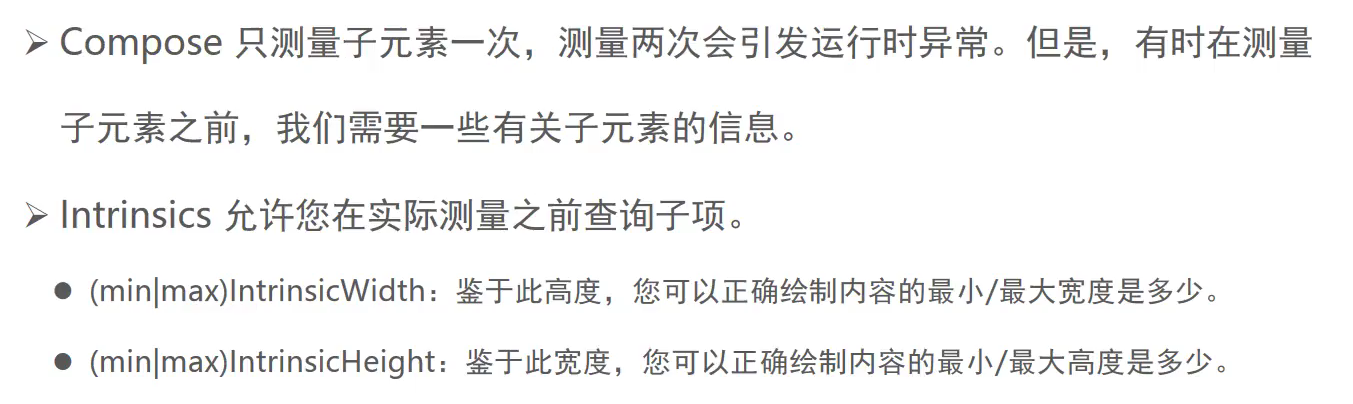 ➢ Compose 只测量子元素一次，测量两次会引发运行时异常。但是，有时在测量
子元素之前，我们需要一些有关子元素的信息。
➢ Intrinsics 允许您在实际测量之前查询子项。
● (min|max)IntrinsicWidth：鉴于此高度，您可以正确绘制内容的最小/最大宽度是多少。
● (min|max)IntrinsicHeight：鉴于此宽度，您可以正确绘制内容的最小/最大高度是多少。